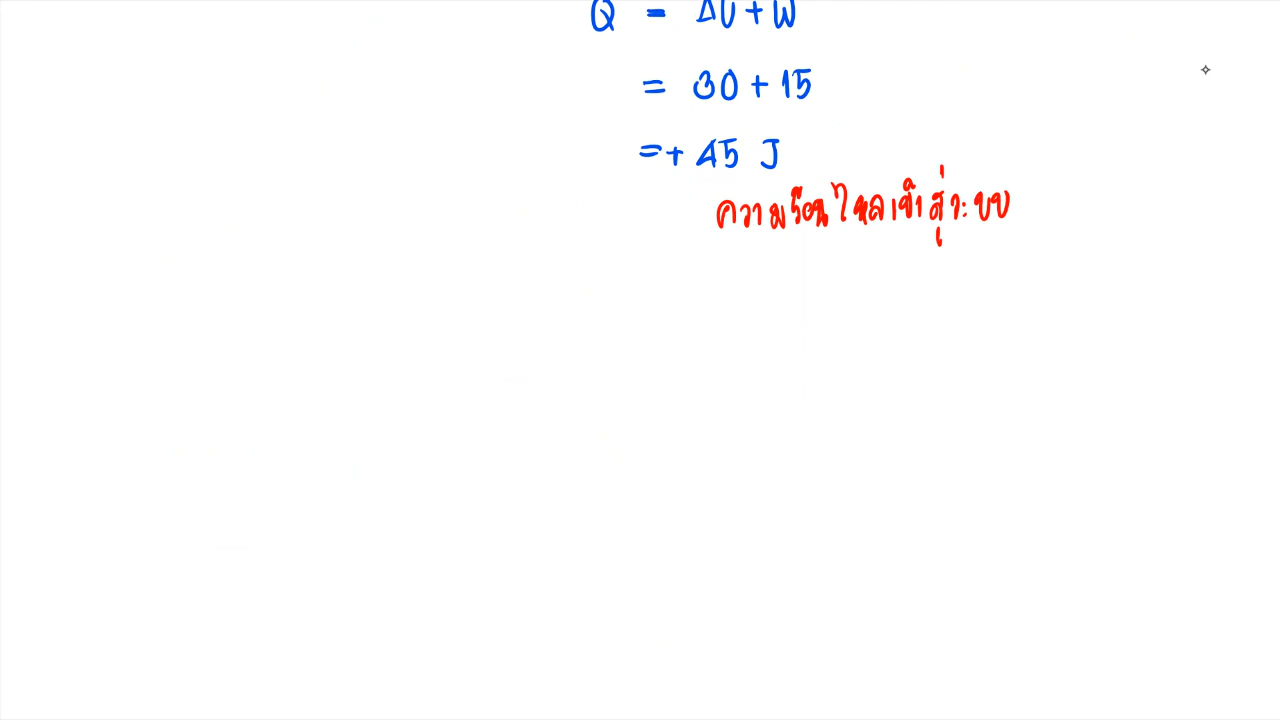 Q = ΔU + W
= 30 + 15
= + 45 J
ความร้อนไหลเข้าสู่ระบบ